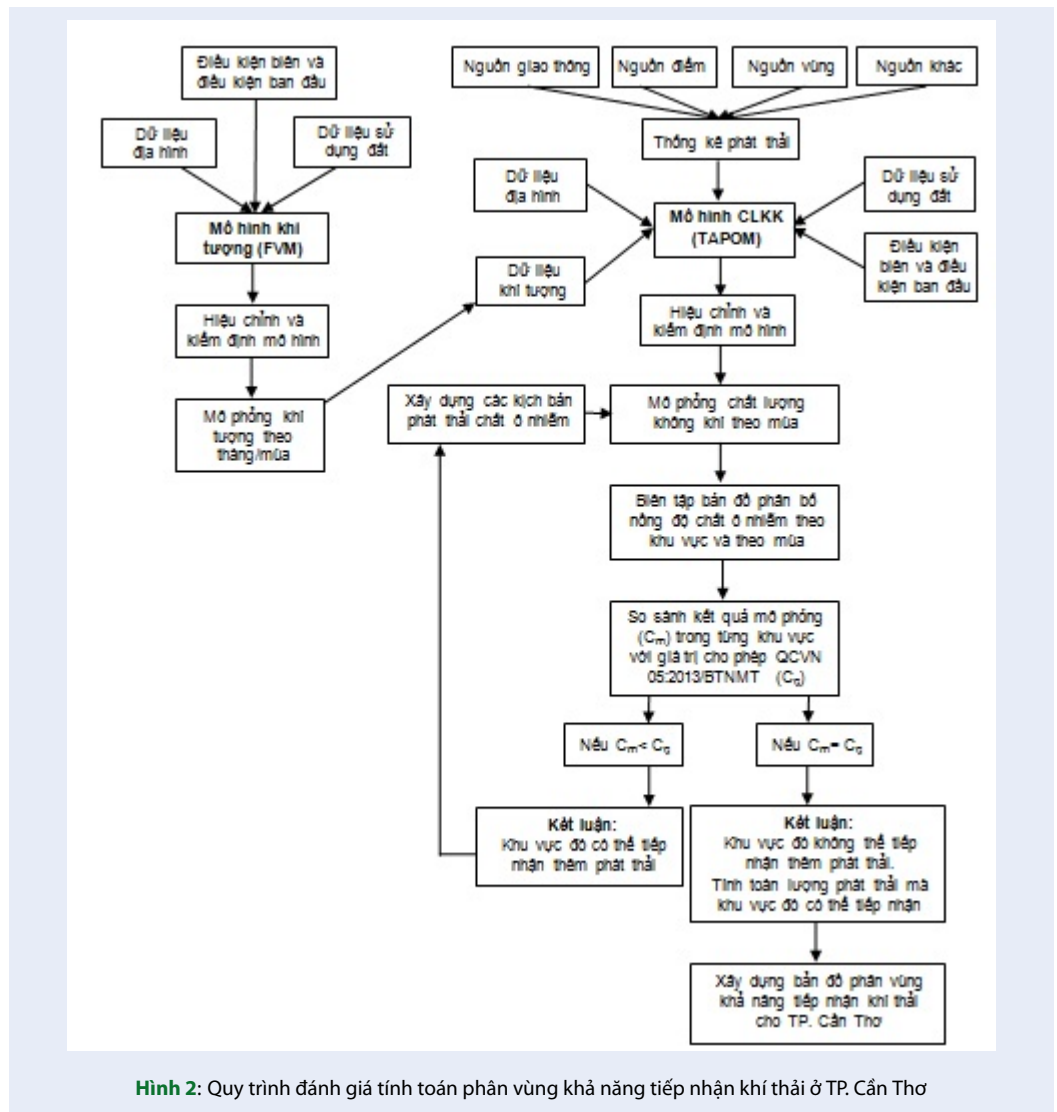 Điều kiện biên và
điều kiện ban đầu
Dữ liệu
địa hình
Dữ liệu sử
dụng đất
Mô hình khí
tượng (FVM)
Hiệu chỉnh và
kiểm định mô hình
Mô phỏng khí
tượng theo
tháng/mùa
Nguồn giao thông
Nguồn điểm
Nguồn vùng
Nguồn khác
Thống kê phát thải
Dữ liệu
địa hình
Dữ liệu sử
dụng đất
Mô hình CLKK
(TAPOM)
Điều kiện
biên và điều
kiện ban đầu
Dữ liệu
khí tượng
Hiệu chỉnh và
kiểm định mô hình
Xây dựng các kịch bản
phát thải chất ô nhiễm
Mô phỏng chất lượng
không khí theo mùa
Biên tập bản đồ phân bố
nồng độ chất ô nhiễm theo
khu vực và theo mùa
So sánh kết quả mô phỏng
(Cm) trong từng khu vực
với giá trị cho phép QCVN
05:2013/BTNMT (Cq)
Nếu Cm< Cq
Nếu Cm= Cq
Kết luận:
Khu vực đó có thể tiếp
nhận thêm phát thải
Kết luận:
Khu vực đó không thể tiếp
nhận thêm phát thải.
Tính toán lượng phát thải mà
khu vực đó có thể tiếp nhận
Xây dựng bản đồ phân vùng
khả năng tiếp nhận khí thải
cho TP. Cần Thơ
Hình 2: Quy trình đánh giá tính toán phân vùng khả năng tiếp nhận khí thải ở TP. Cần Thơ